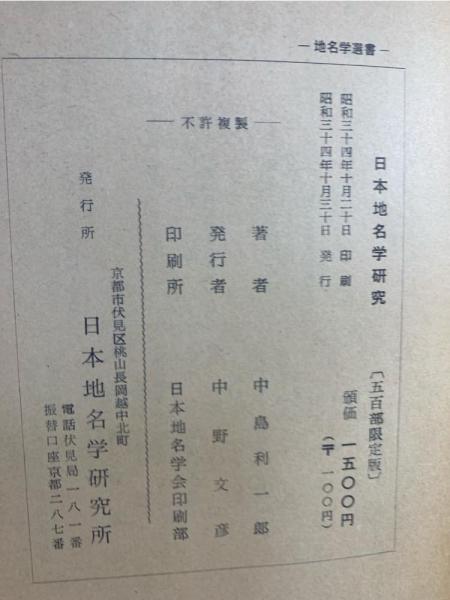 ―地名学選書―
日本地名学研究
〔五百部限定版〕
昭和三十四年十月二十日 印刷
昭和三十四年十月三十日 発行
頒価 一五〇〇円
(〒 一〇〇円)
―不許複製―
著者 中島利一郎
発行者 中野文彦
印刷所 日本地名学会印刷部
京都市伏見区桃山長岡越中北町
発行所 日本地名学研究所
電話伏見局一八一番
振替口座京都二八七番